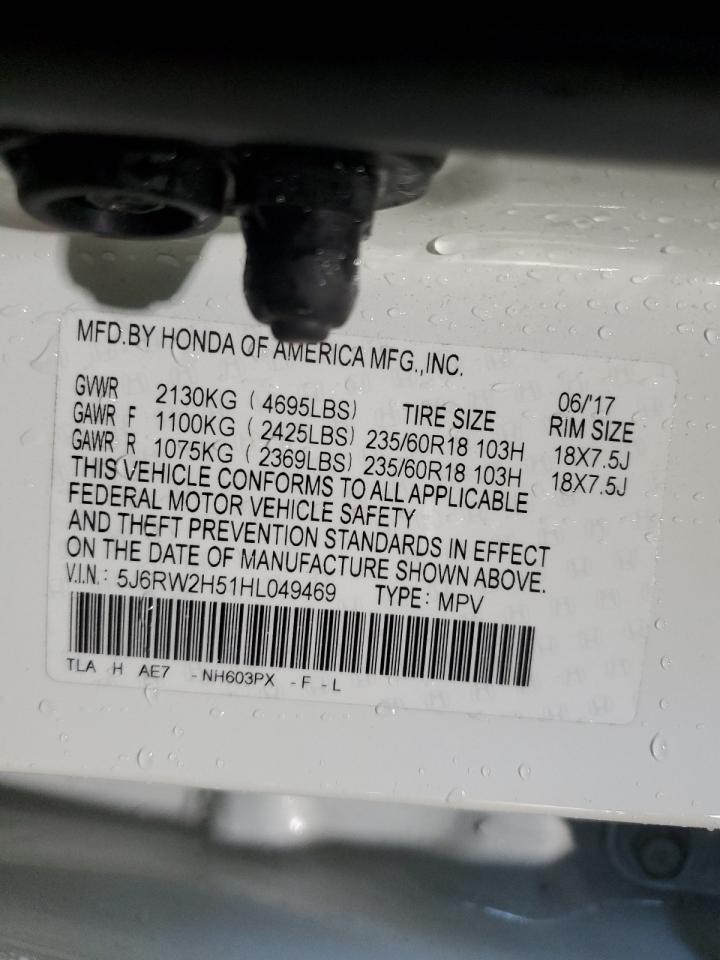 MFD.BY HONDA OF AMERICA MFG.,INC.
06/'17
GVWR 2130KG (4695LBS) TIRE SIZE RIM SIZE
GAWR F 1100KG (2425LBS) 235/60R18 103H 18X7.5J
GAWR R 1075KG (2369LBS) 235/60R18 103H 18X7.5J
THIS VEHICLE CONFORMS TO ALL APPLICABLE
FEDERAL MOTOR VEHICLE SAFETY
AND THEFT PREVENTION STANDARDS IN EFFECT
ON THE DATE OF MANUFACTURE SHOWN ABOVE.
V.I.N.: 5J6RW2H51HL049469 TYPE: MPV
TLA H AE7 -NH603PX -F -L